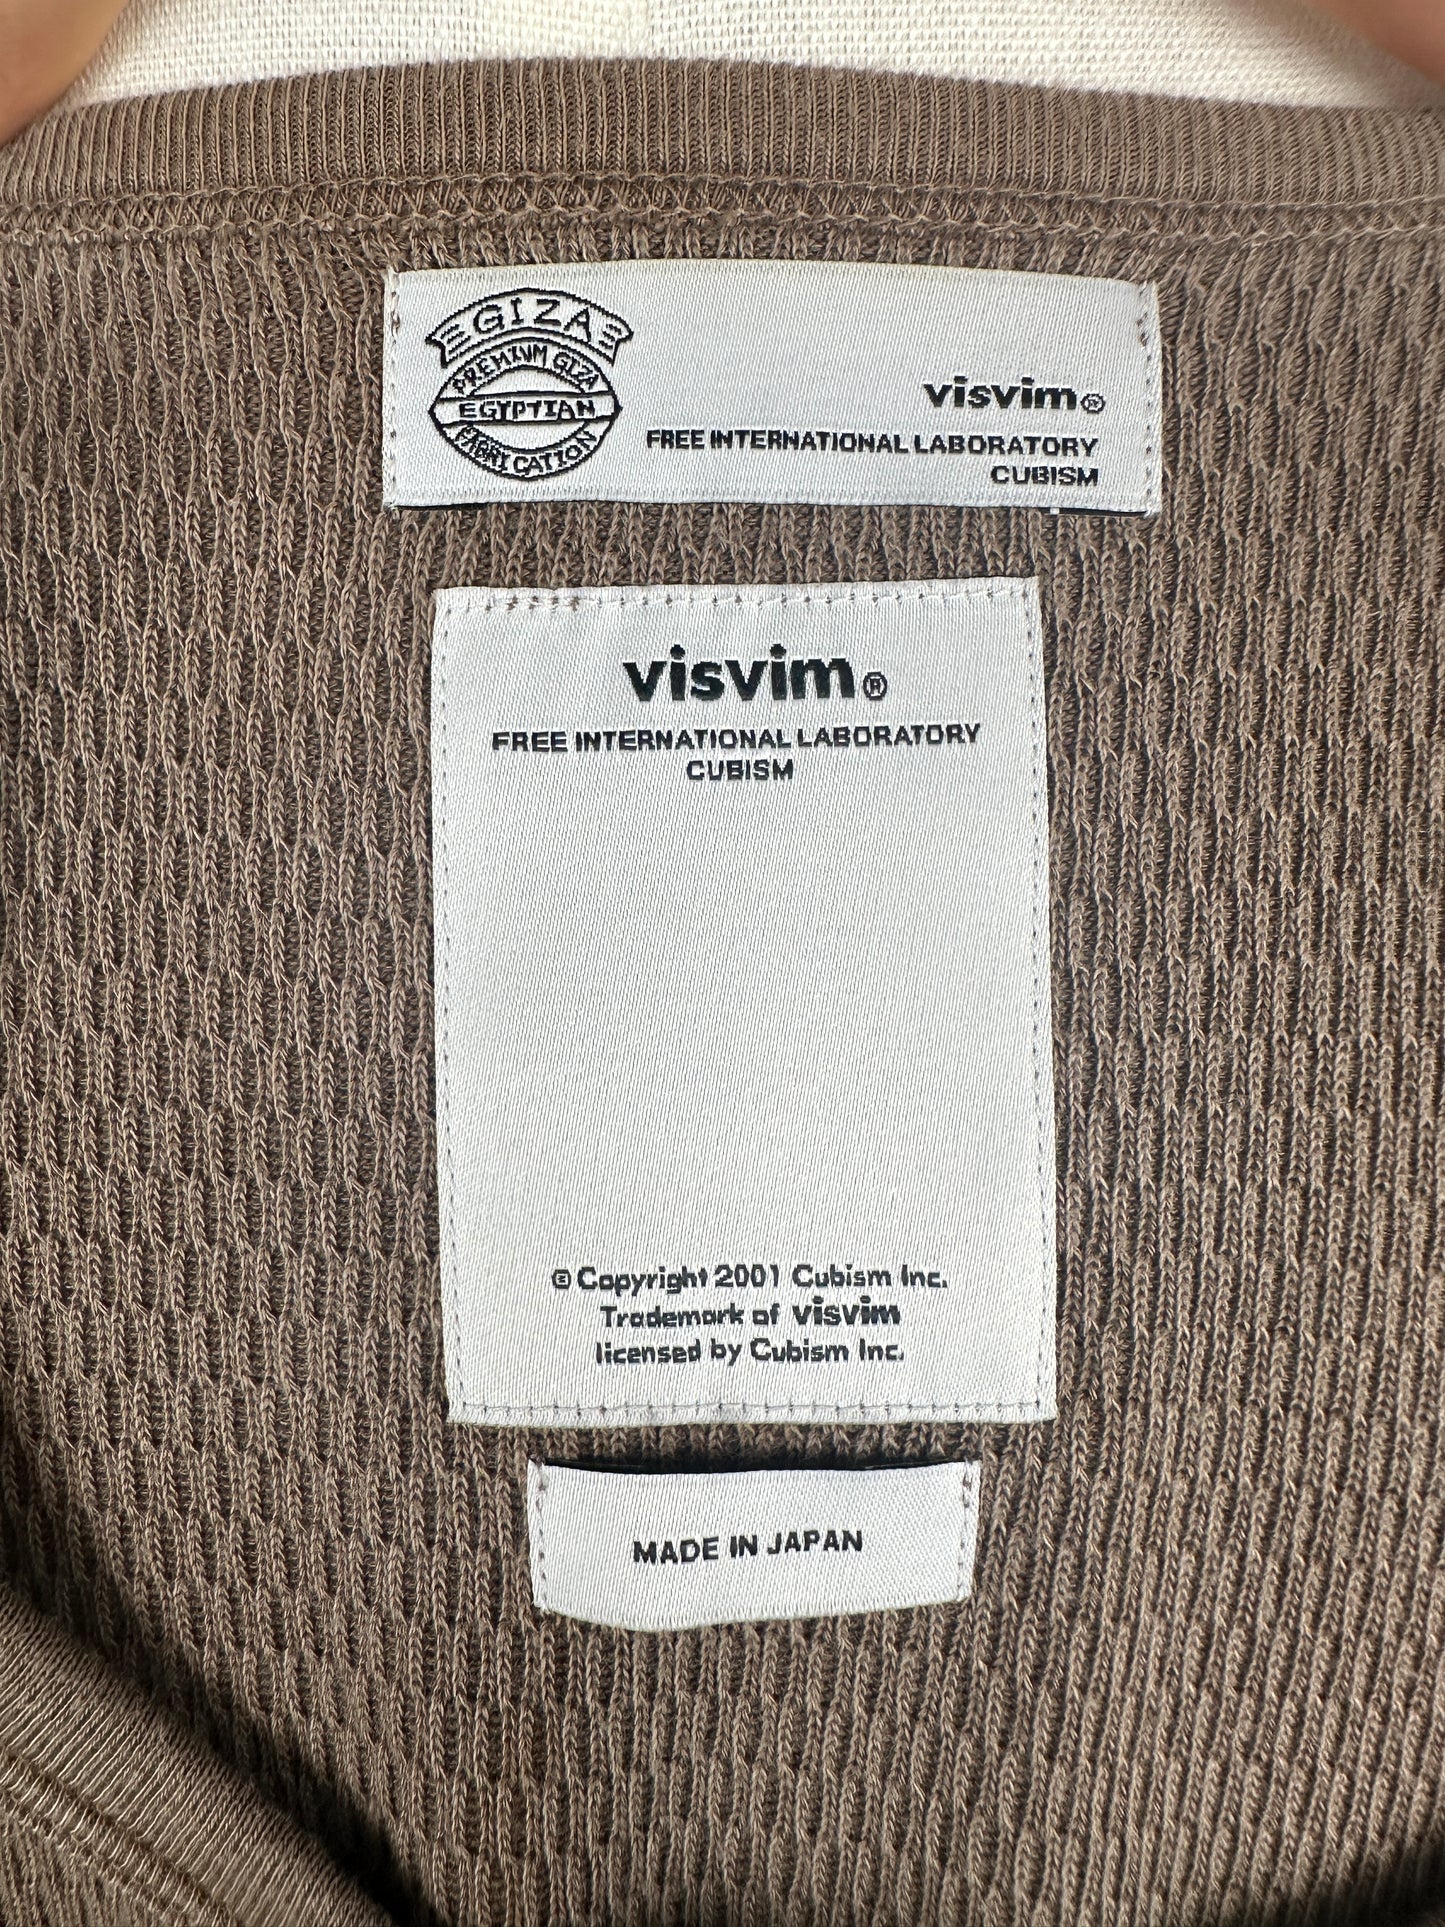 GIZA
PREMIUM GIZA
EGYPTIAN
FABRICATION
visvim®
FREE INTERNATIONAL LABORATORY
CUBISM
visvim®
FREE INTERNATIONAL LABORATORY
CUBISM
© Copyright 2001 Cubism Inc.
Trademark of visvim
licensed by Cubism Inc.
MADE IN JAPAN